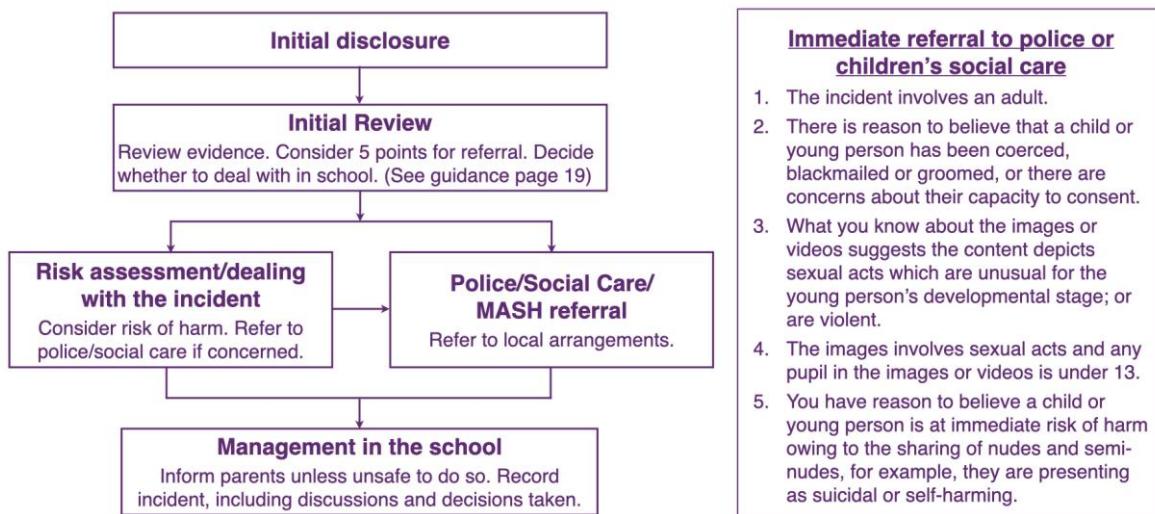 Initial disclosure
Initial Review
Review evidence. Consider 5 points for referral. Decide
whether to deal with in school. (See guidance page 19)
Risk assessment/dealing
with the incident
Consider risk of harm. Refer to
police/social care if concerned.
Police/Social Care/
MASH referral
Refer to local arrangements.
Management in the school
Inform parents unless unsafe to do so. Record
incident, including discussions and decisions taken.
Immediate referral to police or
children's social care
1. The incident involves an adult.
2. There is reason to believe that a child or
young person has been coerced,
blackmailed or groomed, or there are
concerns about their capacity to consent.
3. What you know about the images or
videos suggests the content depicts
sexual acts which are unusual for the
young person's developmental stage; or
are violent.
4. The images involves sexual acts and any
pupil in the images or videos is under 13.
5. You have reason to believe a child or
young person is at immediate risk of harm
owing to the sharing of nudes and semi-
nudes, for example, they are presenting
as suicidal or self-harming.